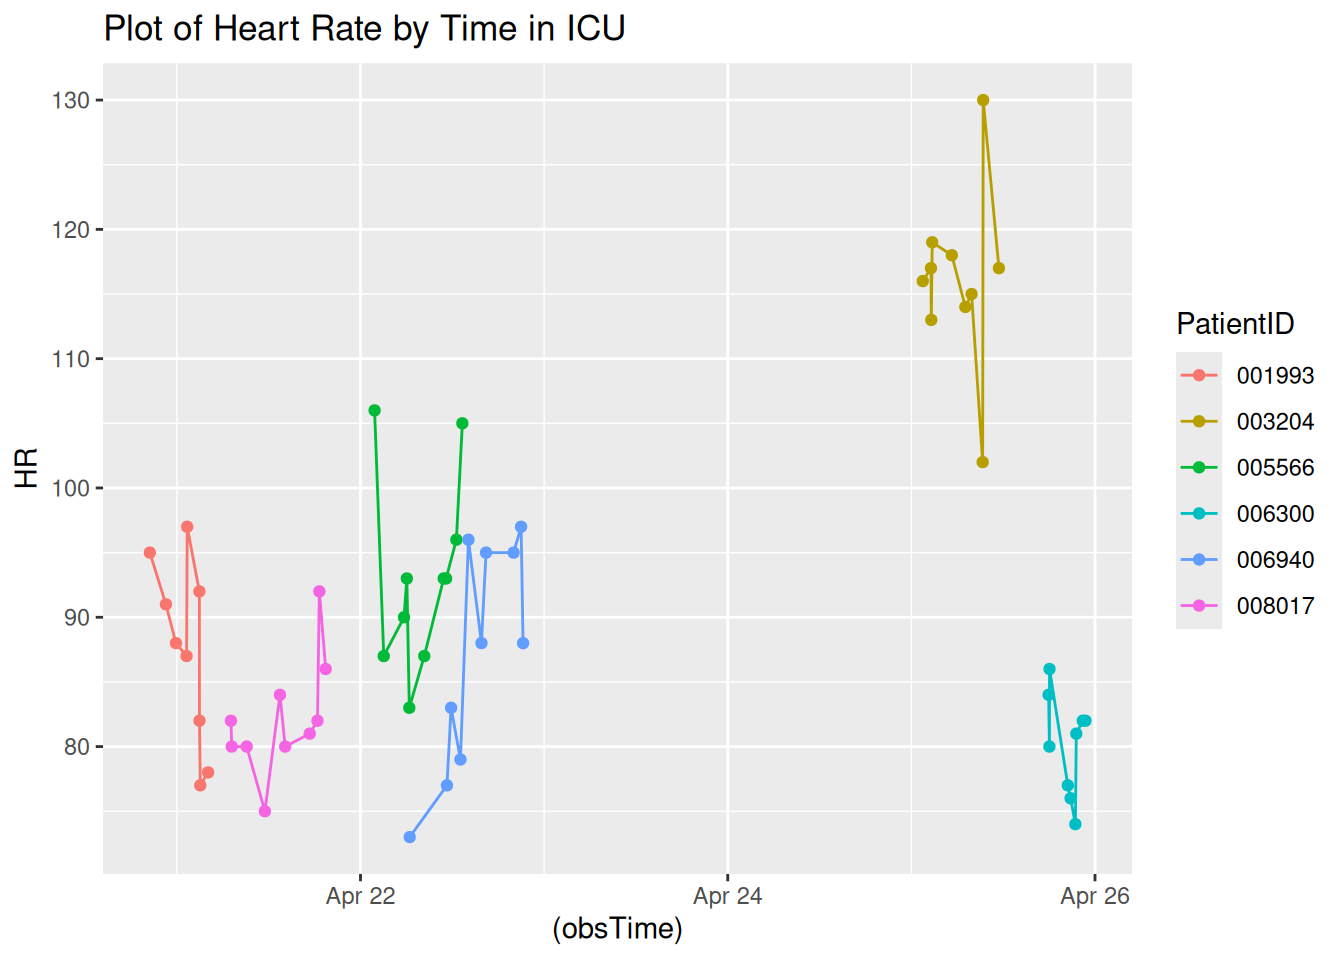 Plot of Heart Rate by Time in ICU
130
120
110
100
90
80
HR
Apr 22
Apr 24
Apr 26
(obsTime)
PatientID
001993
003204
005566
006300
006940
008017